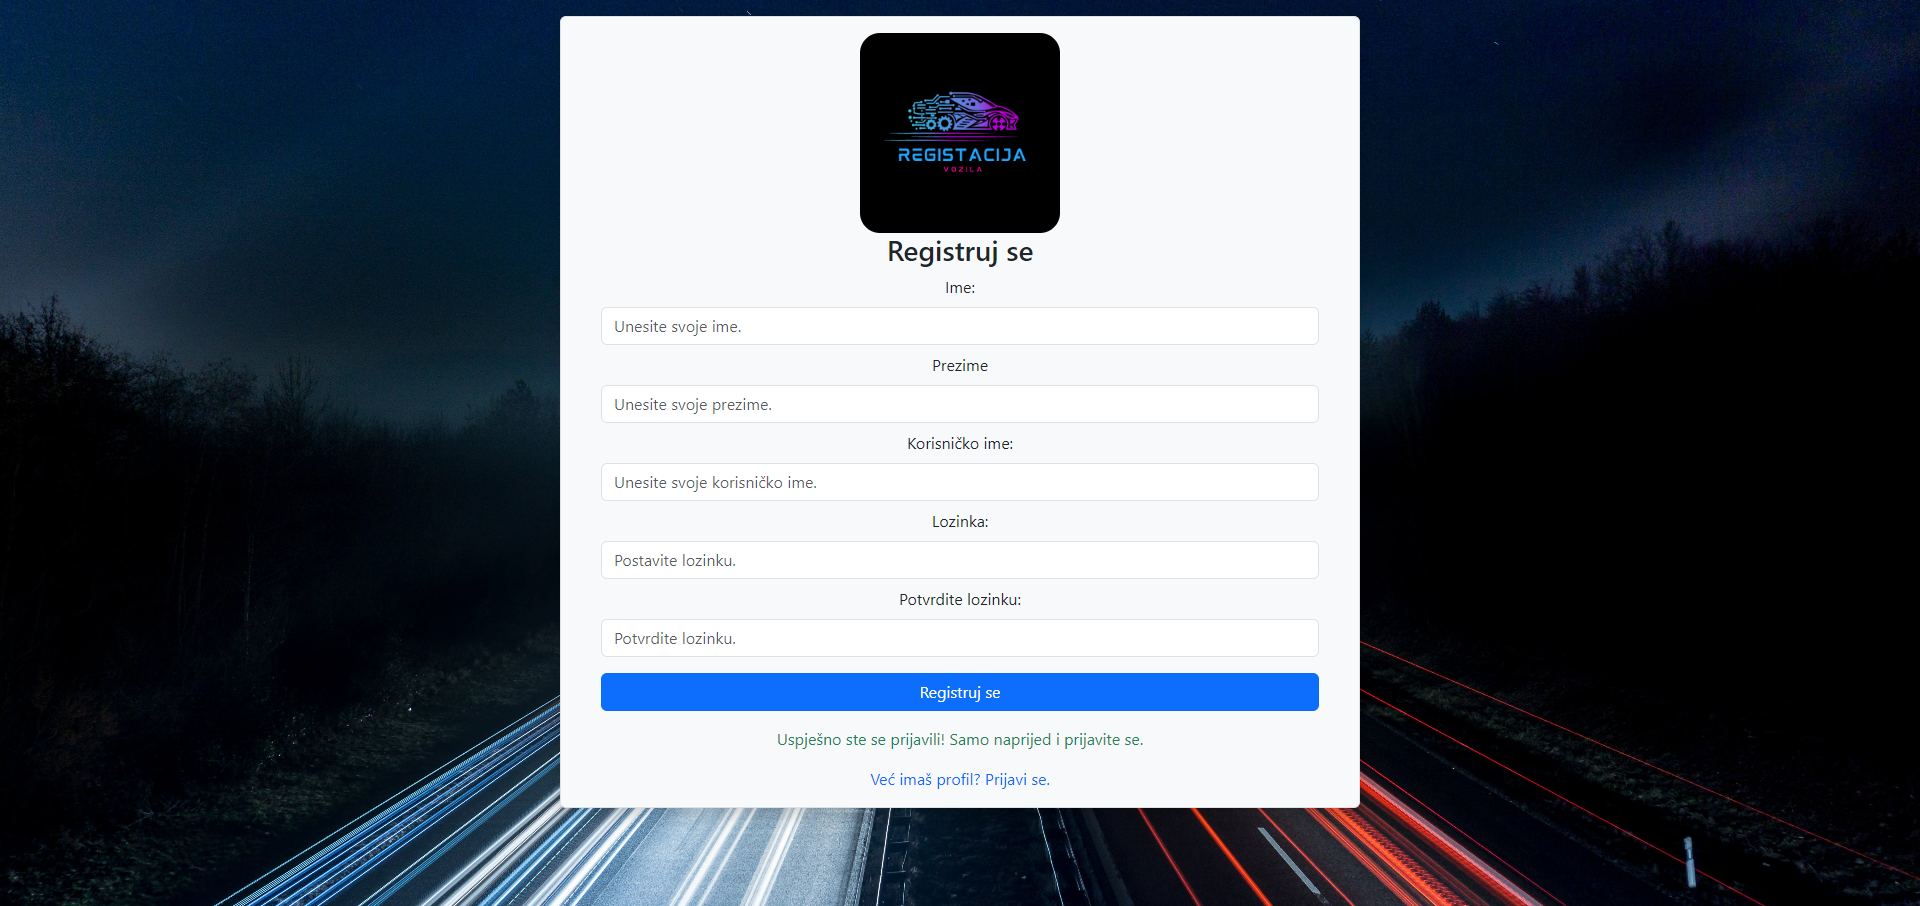 REGISTACIJA
VOZILA
Registruj se
Ime:
Unesite svoje ime.
Prezime
Unesite svoje prezime.
Korisničko ime:
Unesite svoje korisničko ime.
Lozinka:
Postavite lozinku.
Potvrdite lozinku:
Potvrdite lozinku.
Registruj se
Uspješno ste se prijavili! Samo naprijed i prijavite se.
Već imaš profil? Prijavi se.